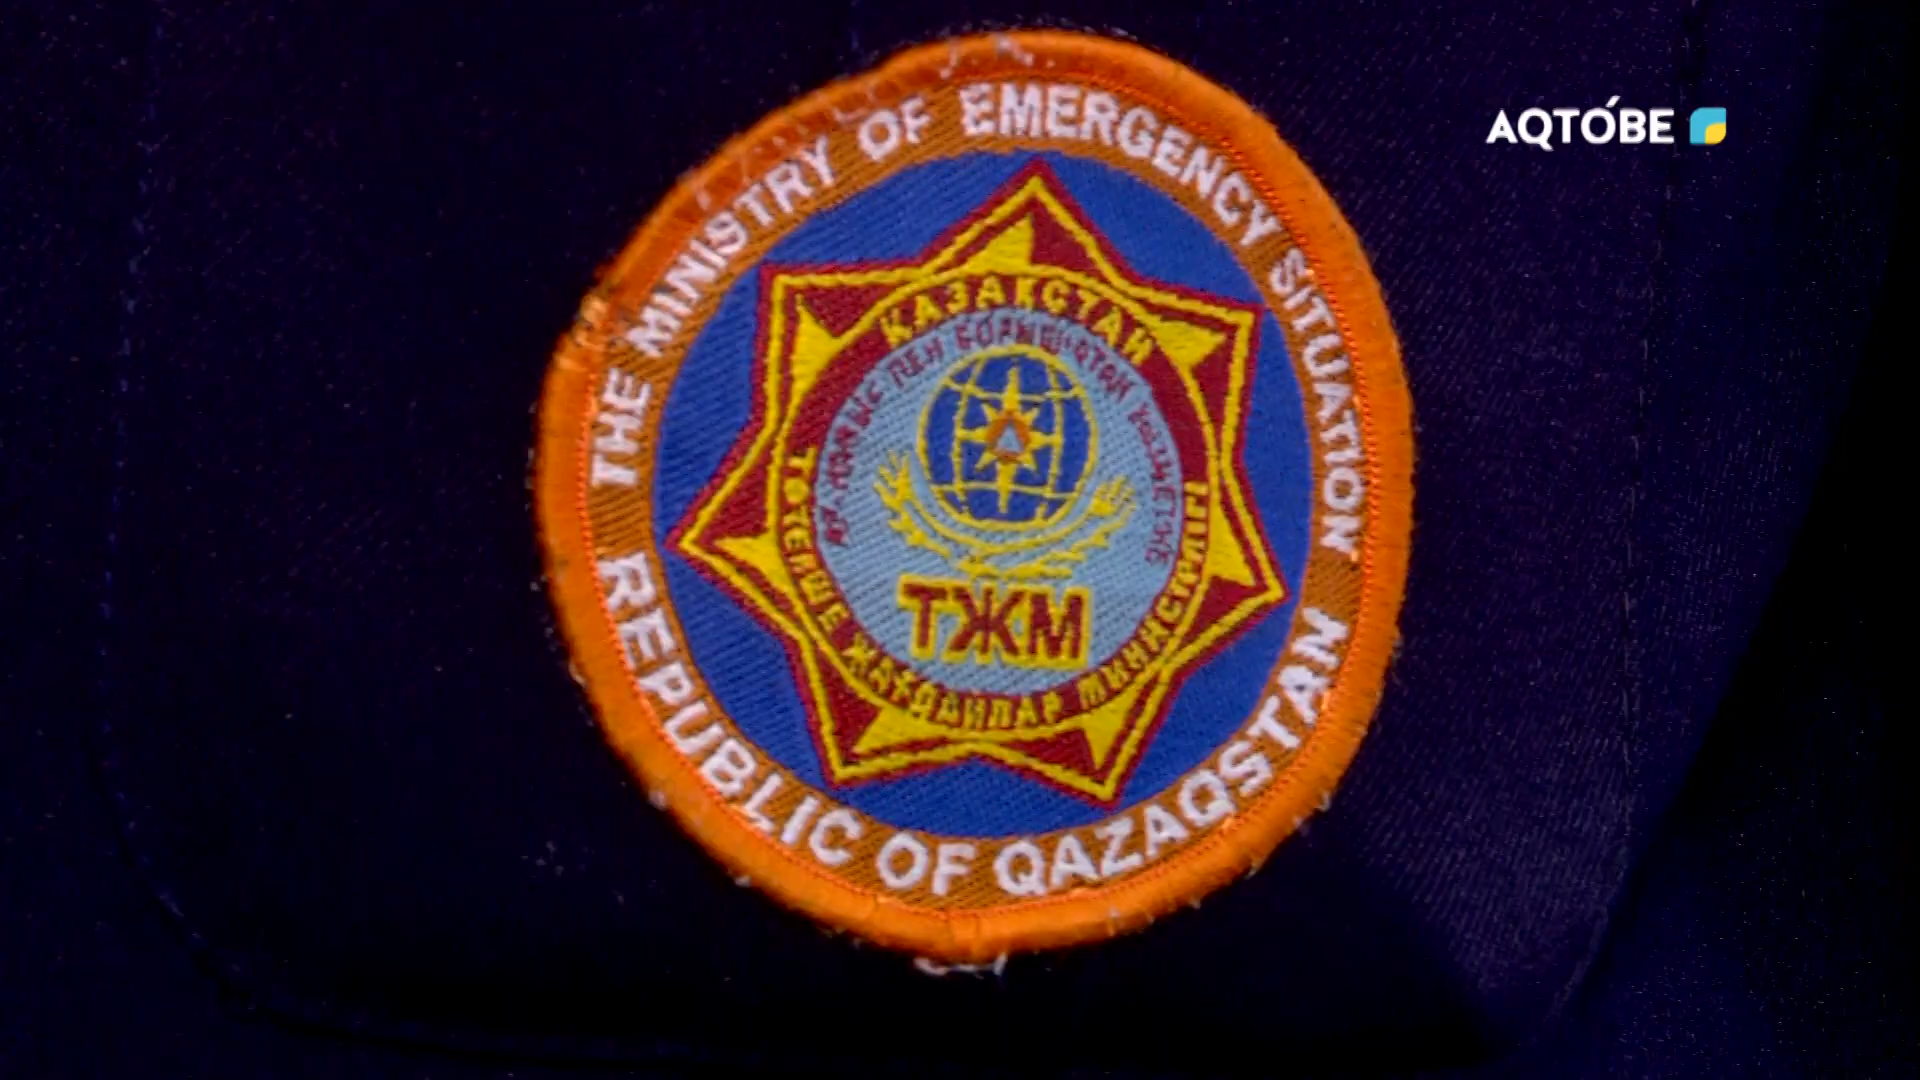 AQTÓBE
THE MINISTRY OF EMERGENCY SITUATION
REPUBLIC OF QAZAQSTAN
ҚАЗАҚСТАН
ТӨТЕНШЕ ЖАҒДАЙЛАР МИНИСТРЛІГІ
ТЖМ